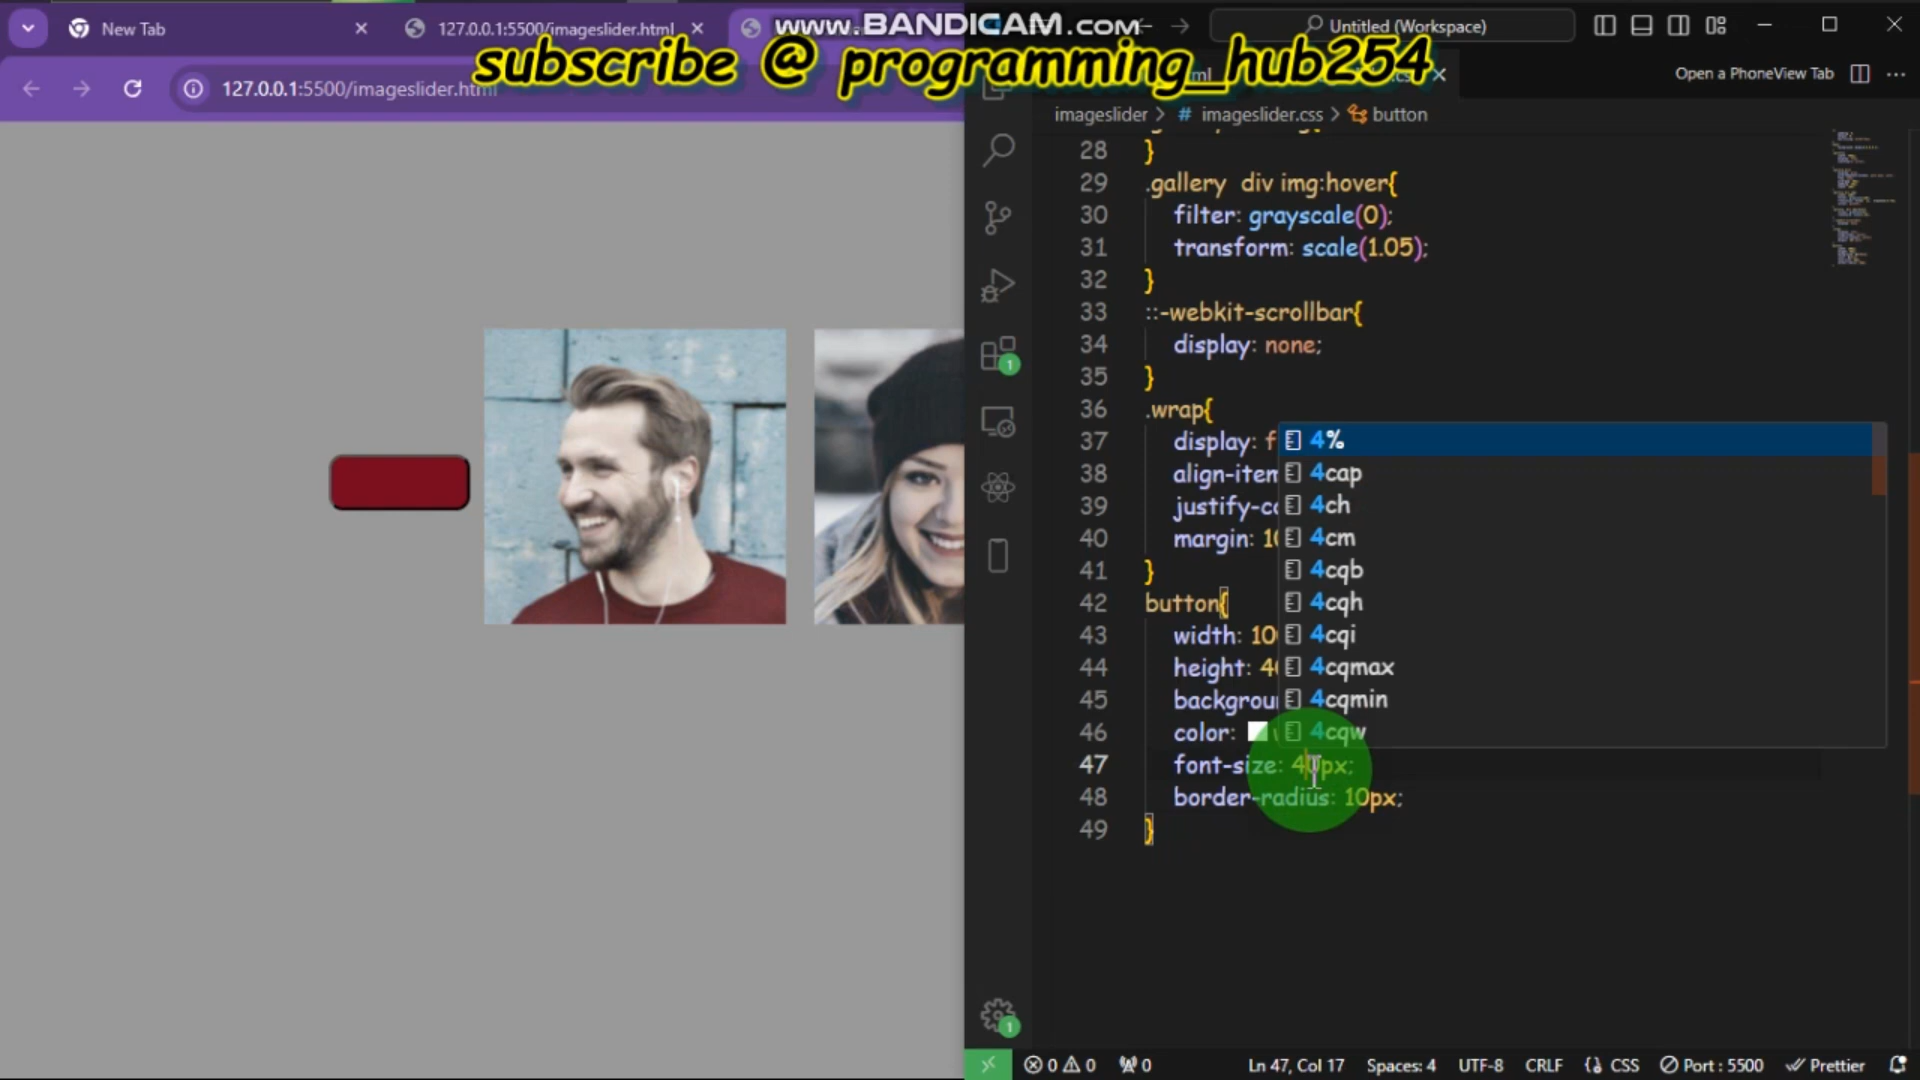 New Tab
127.0.0.1:5500/imageslider.html
www.BANDICAM.com
Untitled (Workspace)
subscribe @ programming_hub254
Open a PhoneView Tab
127.0.0.1:5500/imageslider.html
imageslider > # imageslider.css > button
28 }
29 .gallery  div img:hover{
30 filter: grayscale(0);
31 transform: scale(1.05);
32 }
33 ::-webkit-scrollbar{
34 display: none;
35 }
36 .wrap{
37 display: f
38 align-item
39 justify-co
40 margin: 10
41 }
42 button{
43 width: 10
44 height: 40
45 backgroun
46 color:
47 font-size: 40px;
48 border-radius: 10px;
49 }
4%
4cap
4ch
4cm
4cqb
4cqh
4cqi
4cqmax
4cqmin
4cqw
1
1
0 0 0 Ln 47, Col 17 Spaces: 4 UTF-8 CRLF {} CSS Port : 5500 Prettier